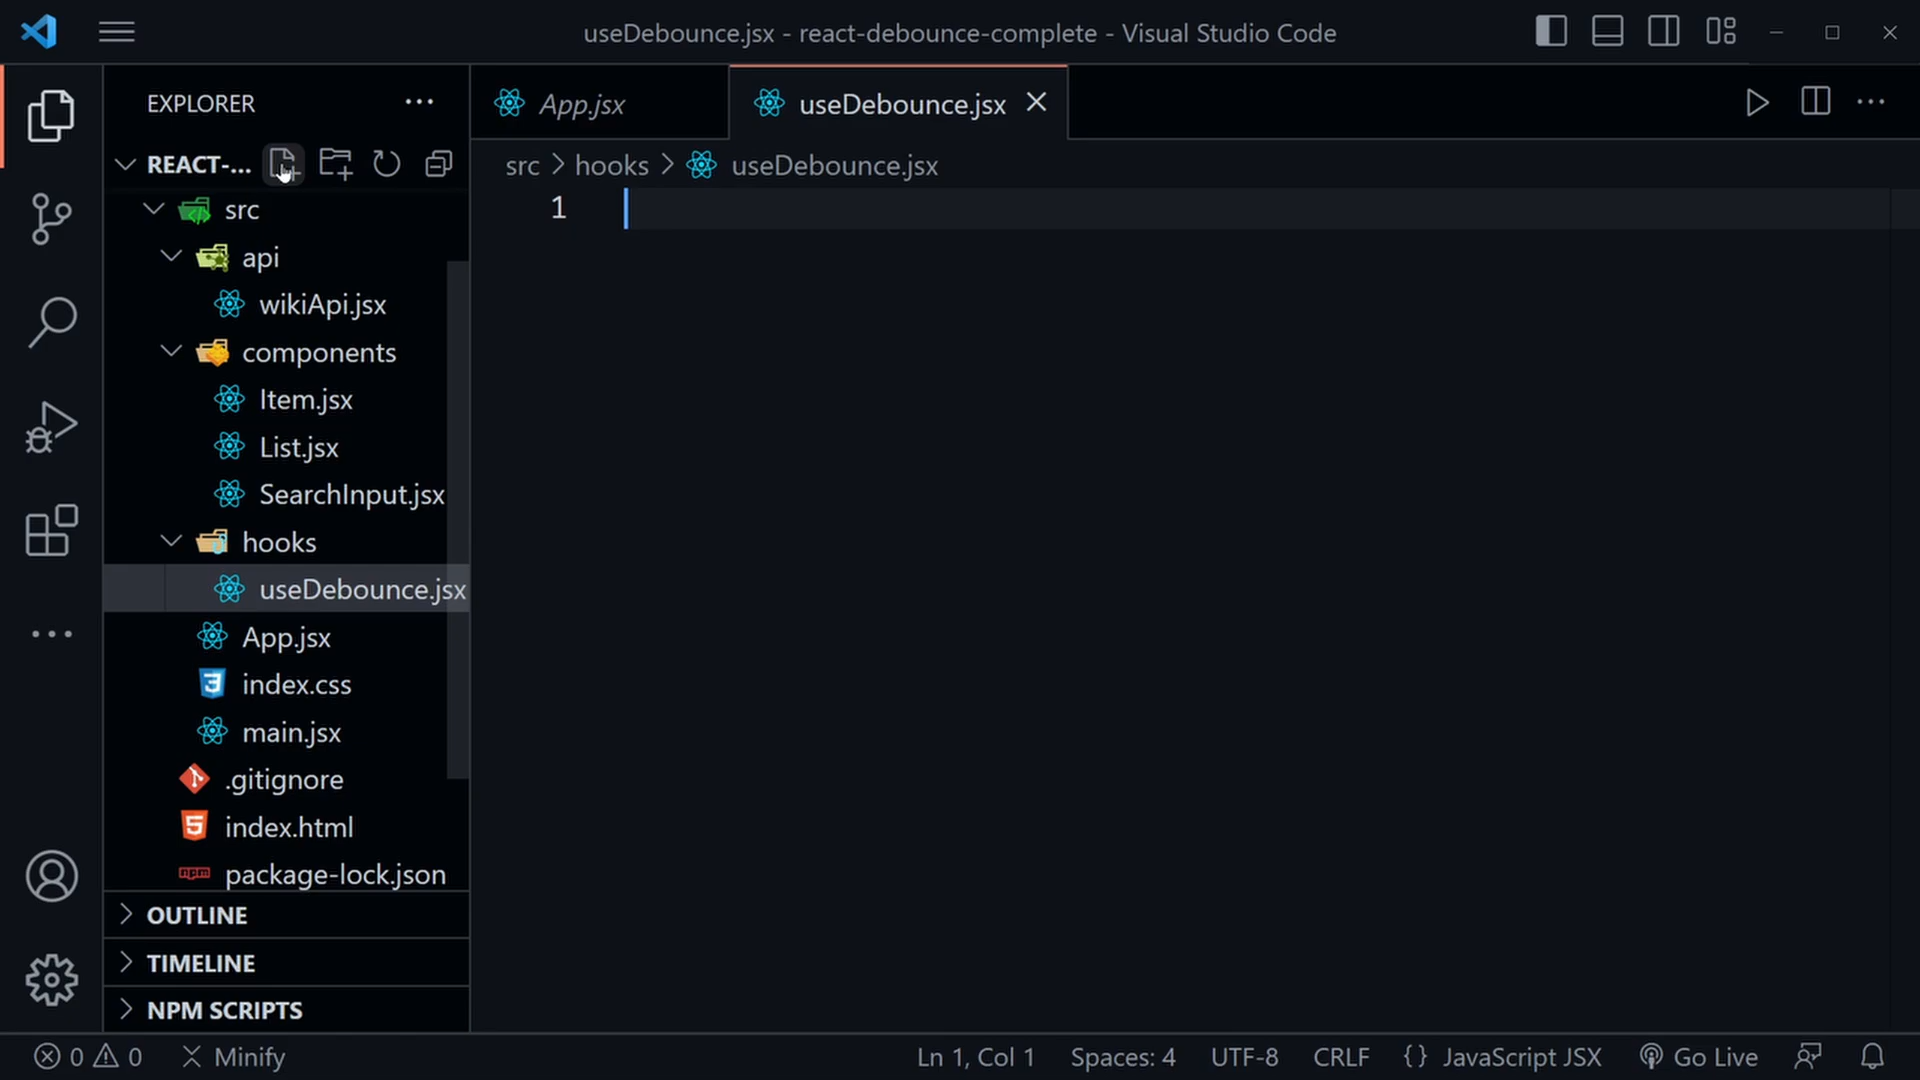 useDebounce.jsx - react-debounce-complete - Visual Studio Code
EXPLORER
App.jsx
useDebounce.jsx
REACT-...
src
hooks
useDebounce.jsx
1
src
api
wikiApi.jsx
components
Item.jsx
List.jsx
SearchInput.jsx
hooks
useDebounce.jsx
App.jsx
index.css
main.jsx
.gitignore
index.html
package-lock.json
OUTLINE
TIMELINE
NPM SCRIPTS
0 0 Minify
Ln 1, Col 1 Spaces: 4 UTF-8 CRLF {} JavaScript JSX Go Live